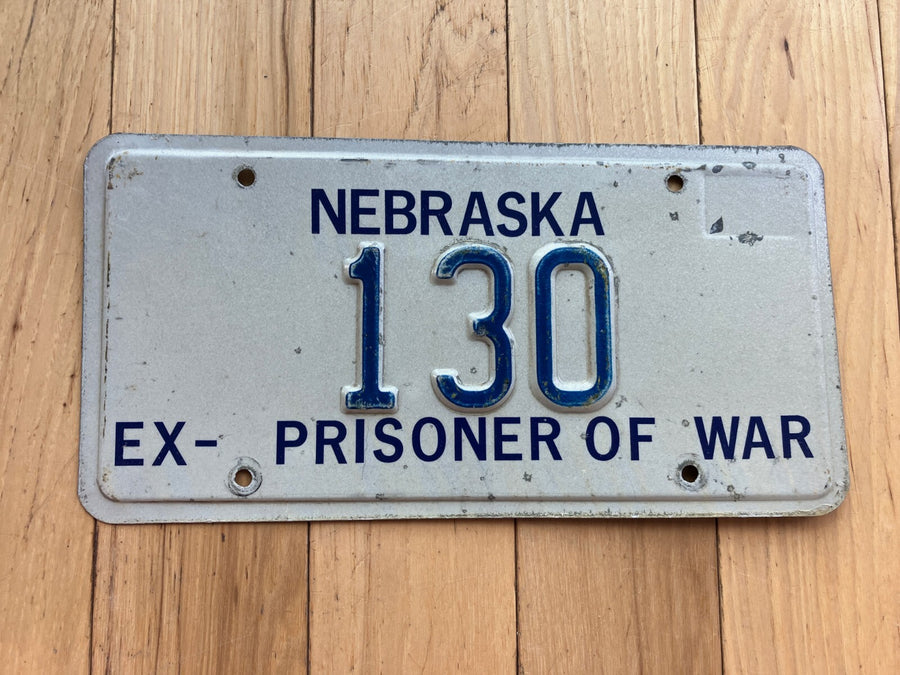 NEBRASKA
130
EX- PRISONER OF WAR